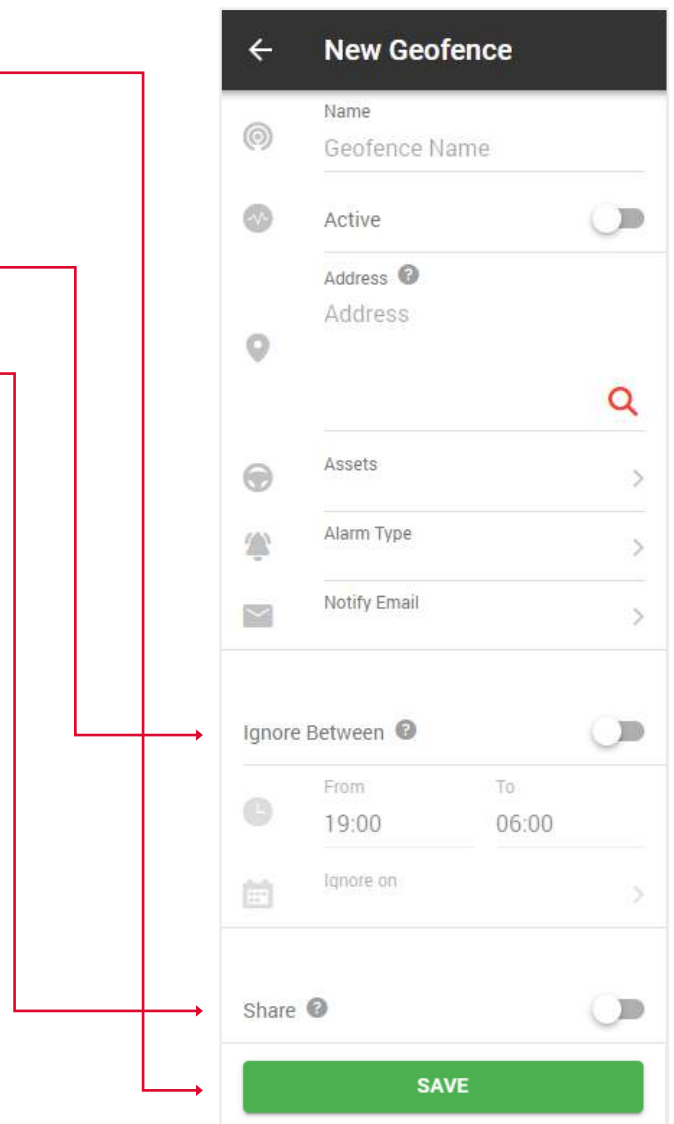 New Geofence
Name
Geofence Name
Active
Address ?
Address
Assets
Alarm Type
Notify Email
Ignore Between ?
From To
19:00 06:00
Ignore on
Share ?
SAVE